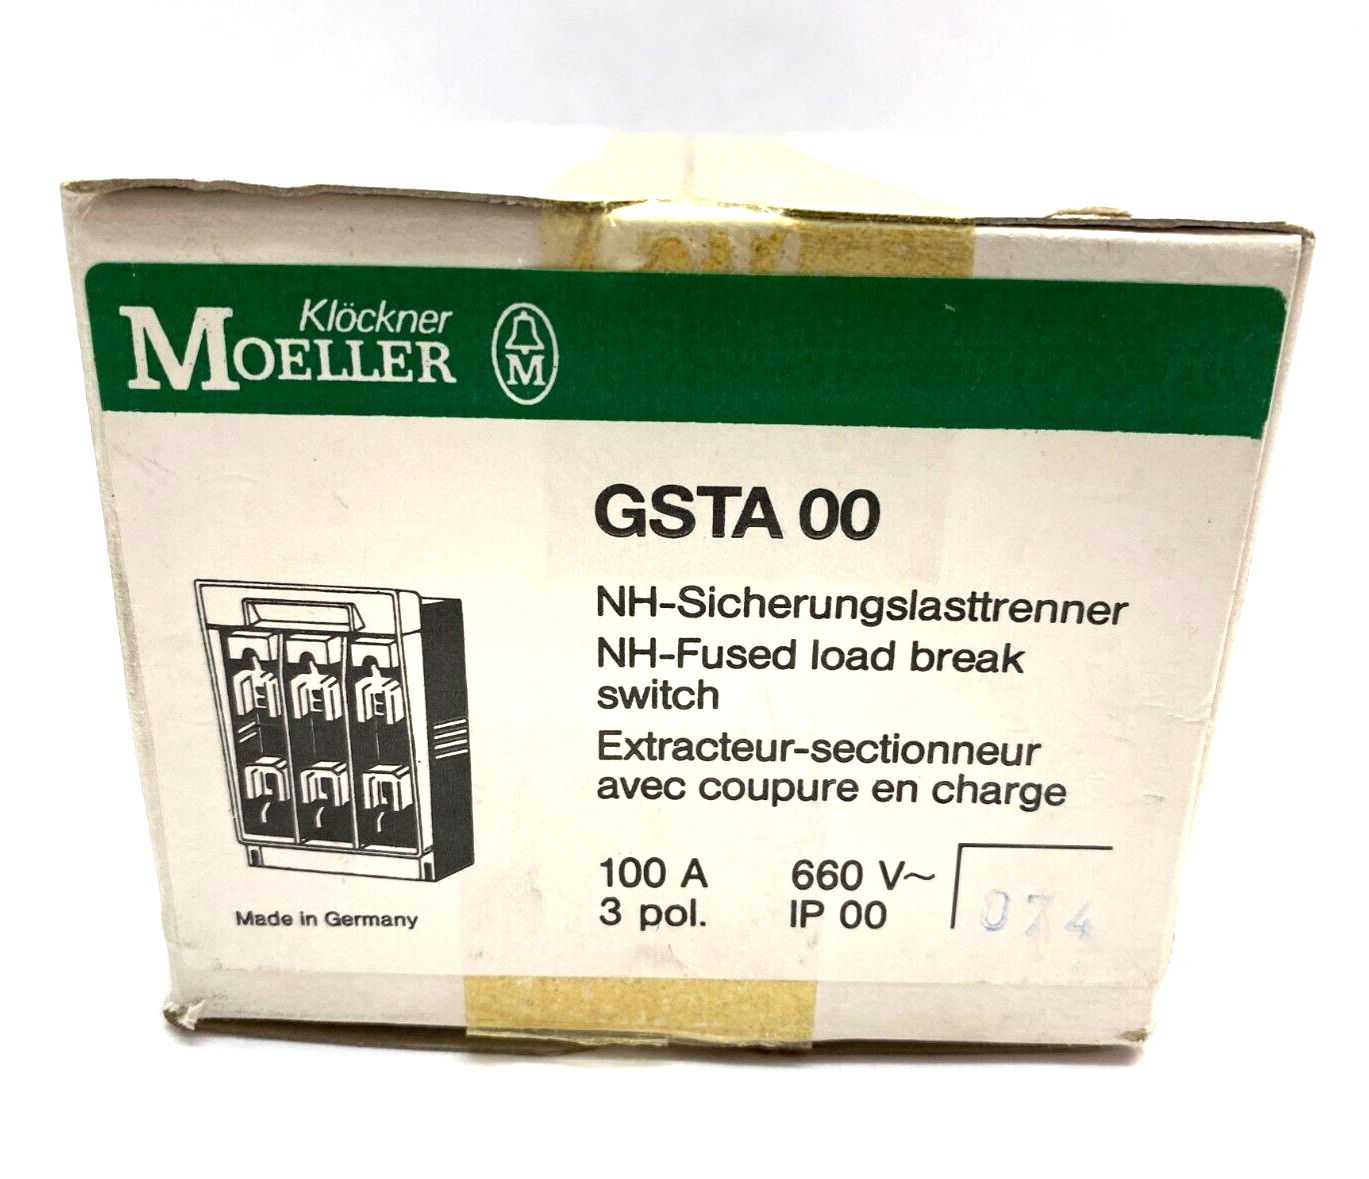 Klöckner
MOELLER
M
GSTA 00
NH-Sicherungslasttrenner
NH-Fused load break
switch
Extracteur-sectionneur
avec coupure en charge
100 A 660 V~
3 pol. IP 00
074
Made in Germany